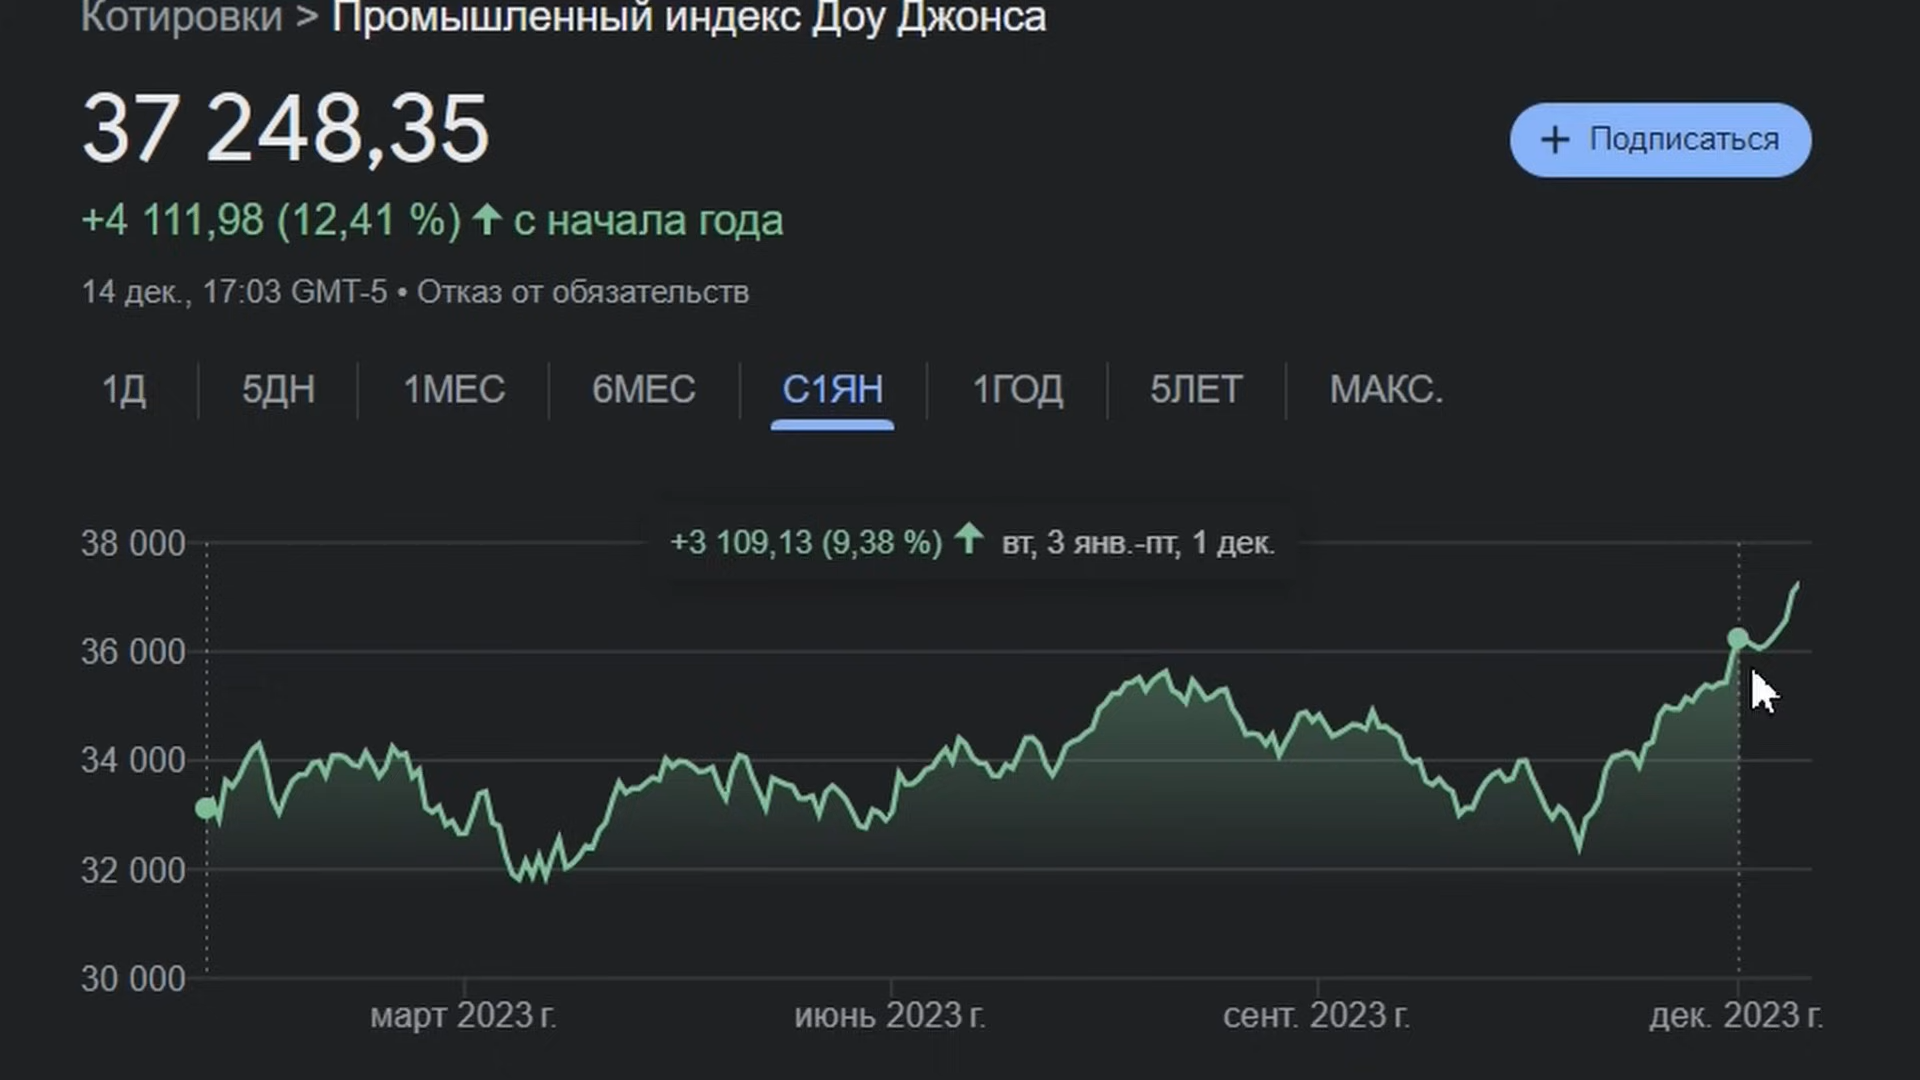 Котировки > Промышленный индекс Доу Джонса
37 248,35
+ Подписаться
+4 111,98 (12,41 %) ↑ с начала года
14 дек., 17:03 GMT-5 • Отказ от обязательств
1Д 5ДН 1МЕС 6МЕС С1ЯН 1ГОД 5ЛЕТ МАКС.
+3 109,13 (9,38 %) ↑ вт, 3 янв.-пт, 1 дек.
38 000
36 000
34 000
32 000
30 000
март 2023 г. июнь 2023 г. сент. 2023 г. дек. 2023 г.